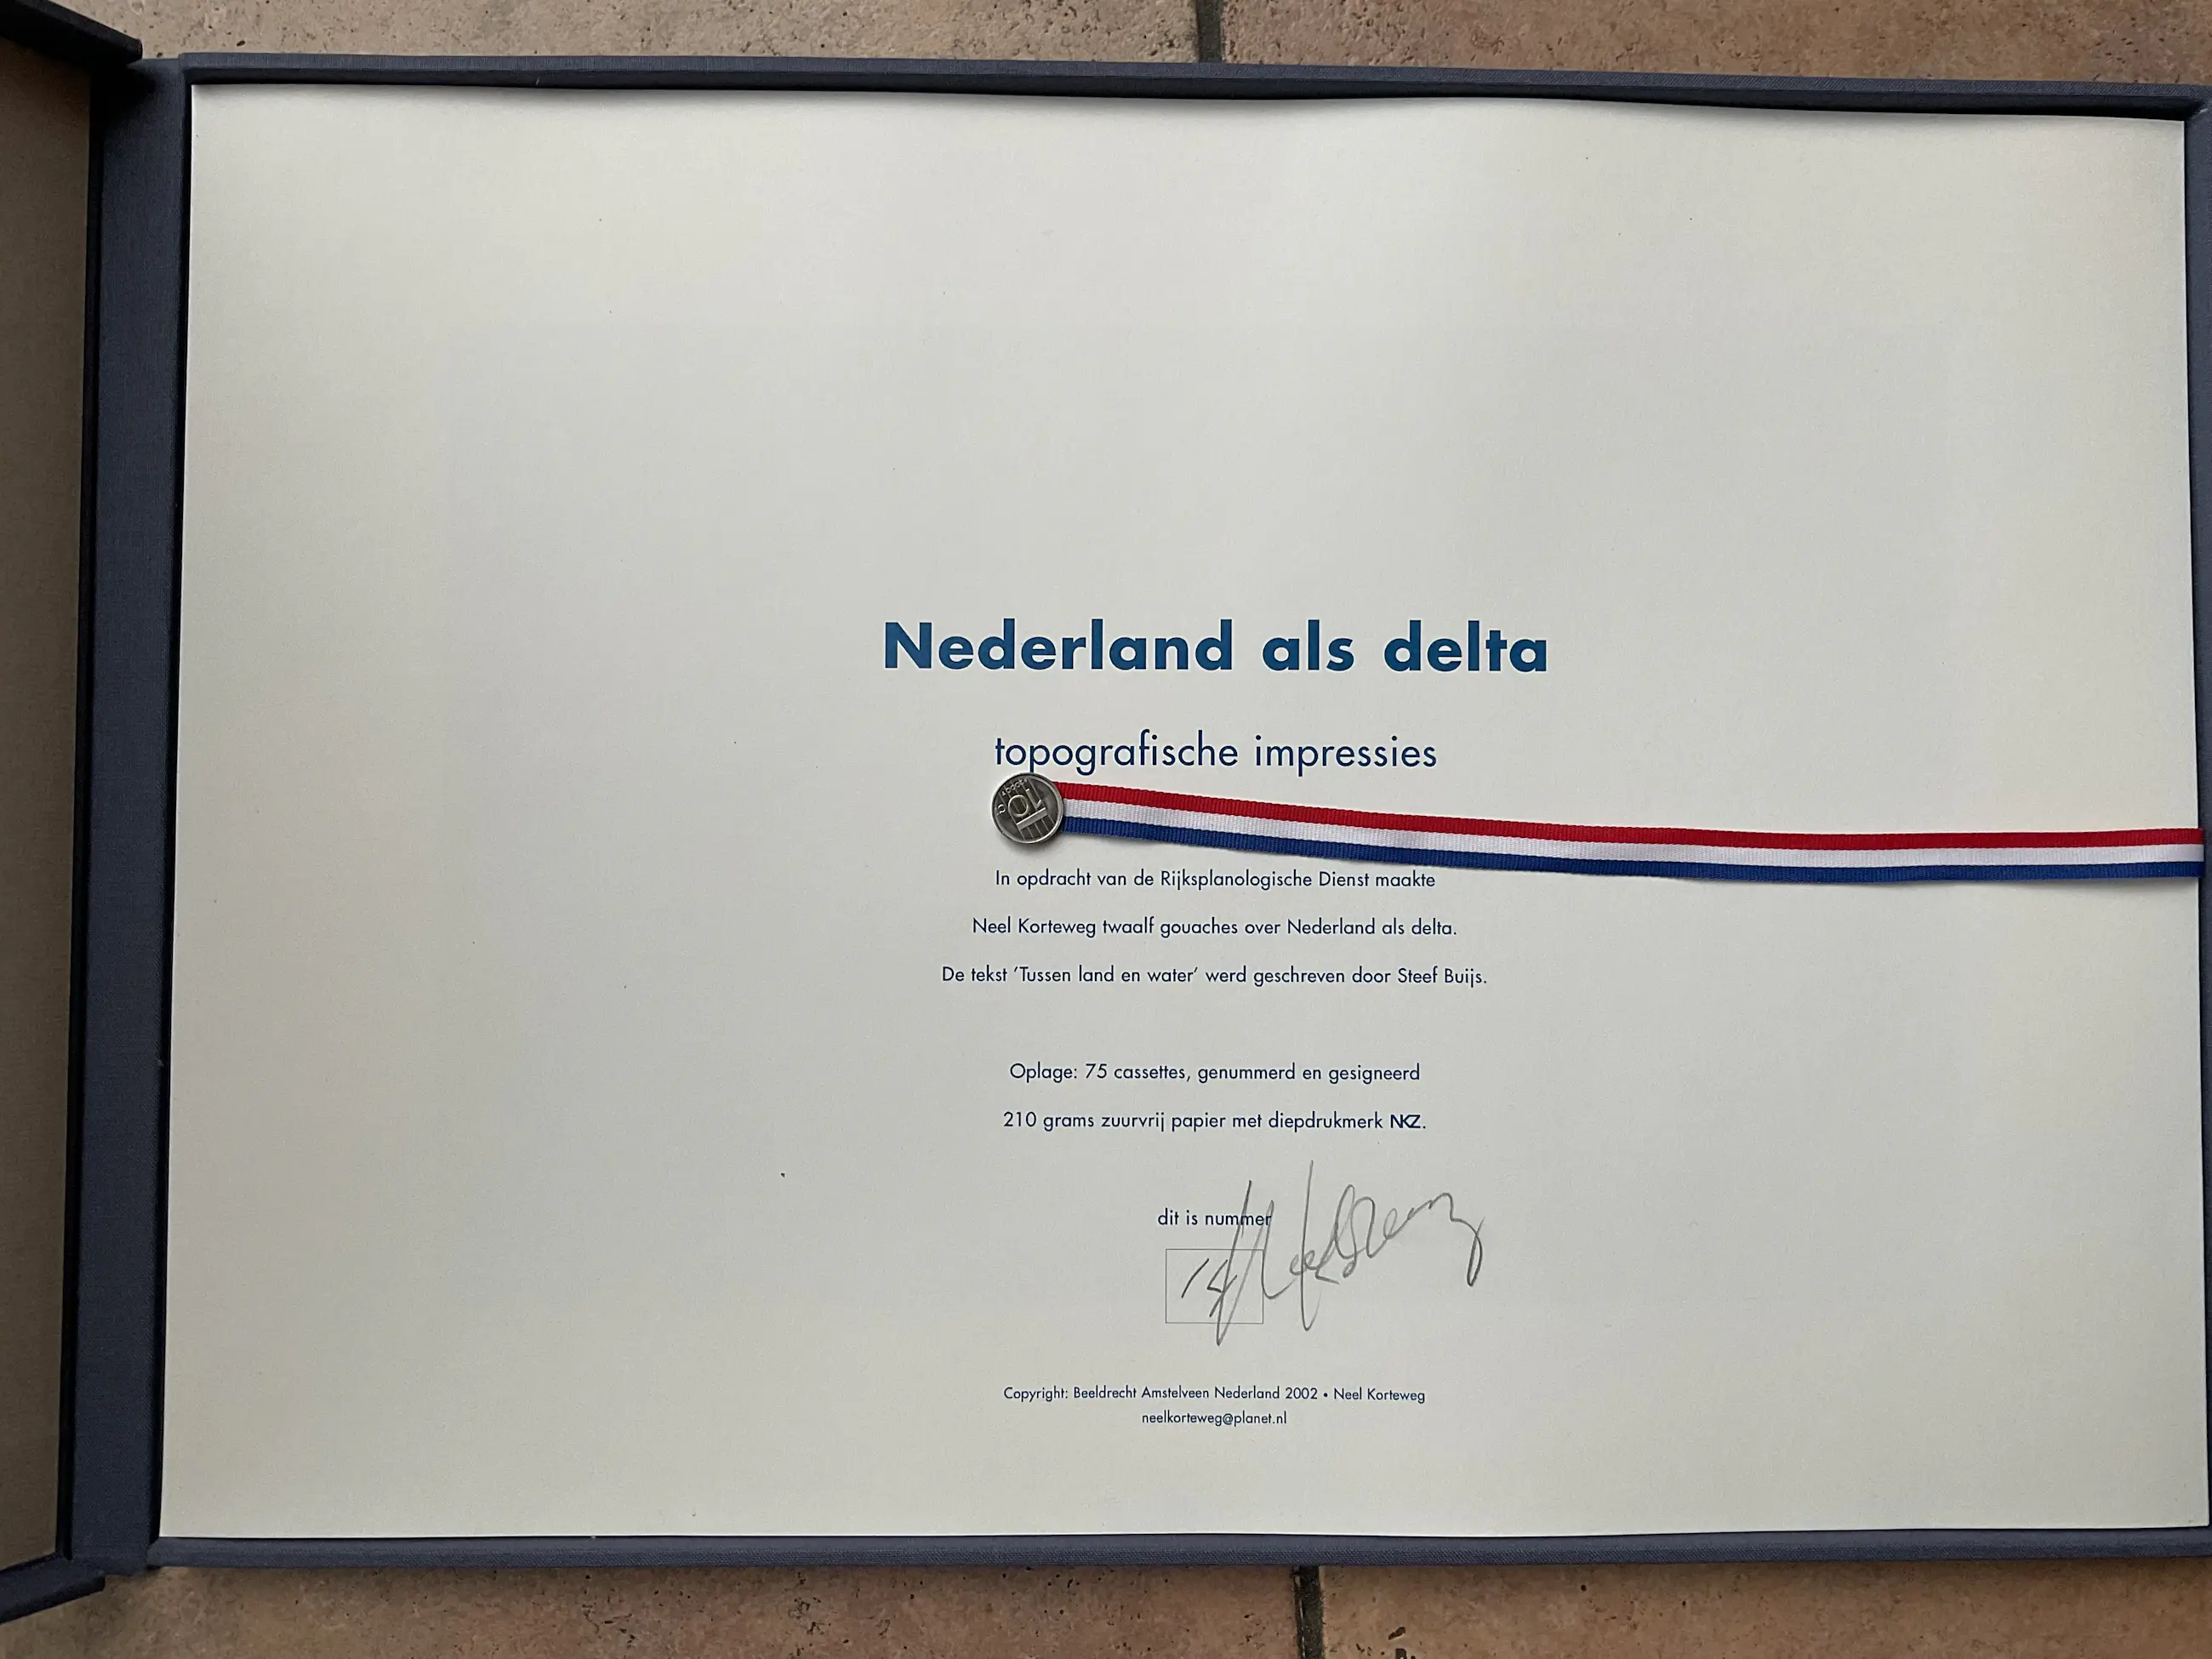 Nederland als delta
topografische impressies
10
In opdracht van de Rijksplanologische Dienst maakte
Neel Korteweg twaalf gouaches over Nederland als delta.
De tekst ‘Tussen land en water’ werd geschreven door Steef Buijs.
Oplage: 75 cassettes, genummerd en gesigneerd
210 grams zuurvrij papier met diepdrukmerk NKZ.
dit is nummer
Copyright: Beeldrecht Amstelveen Nederland 2002 • Neel Korteweg
neelkorteweg@planet.nl